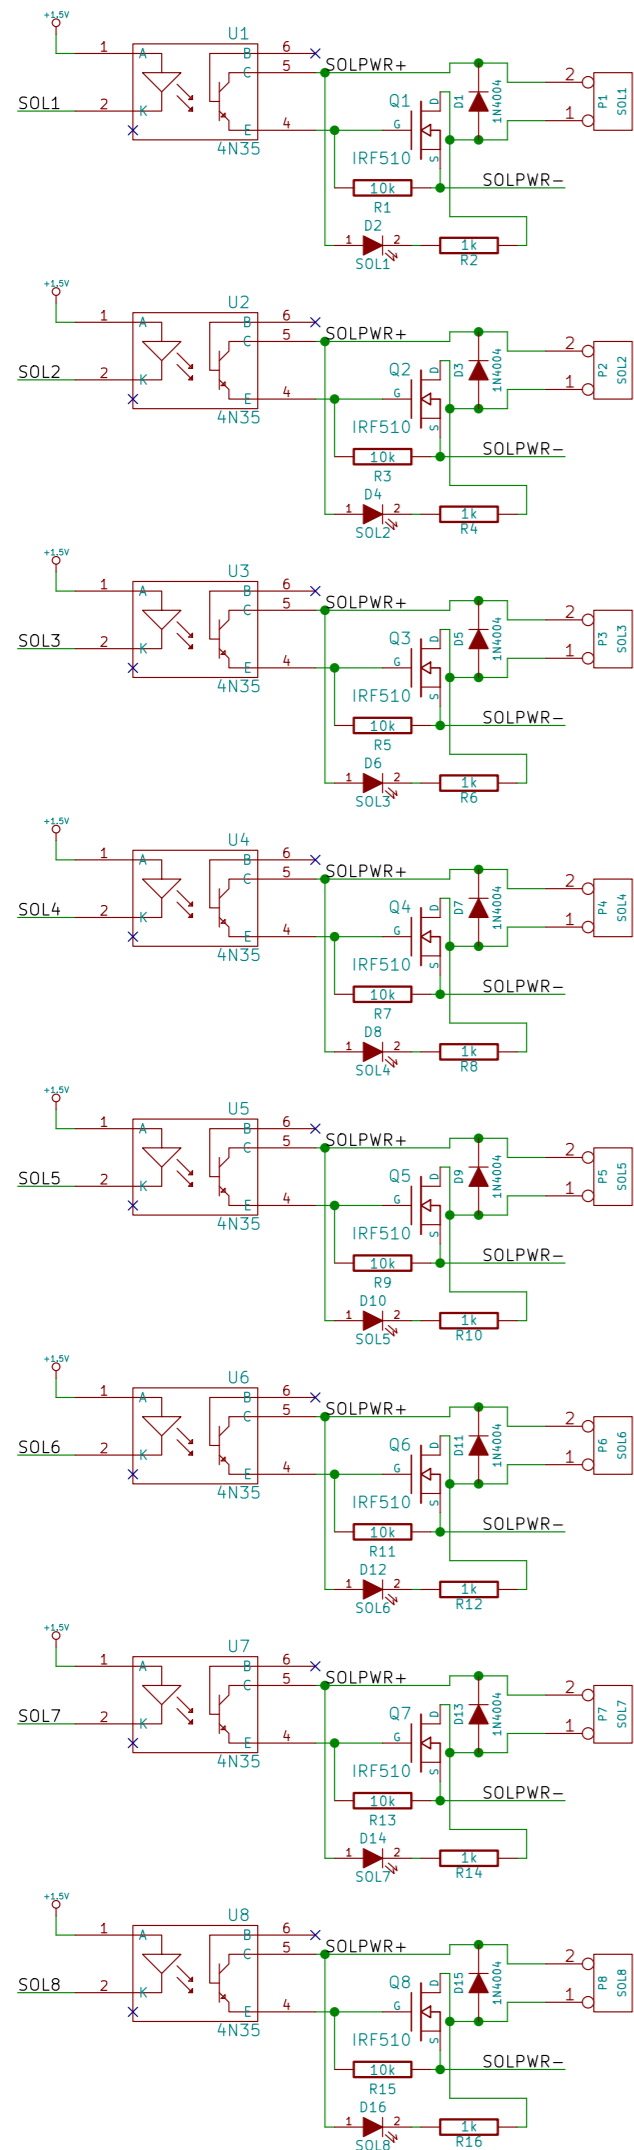 +1.5V
U1
1 A B 6
SOLPWR+
C 5
2
SOL1 2 K
Q1 D D1 1N4004 P1 SOL1
1
E 4 G
4N35 IRF510 S
10k SOLPWR-
R1
D2
1 2 1k
SOL1 R2
+1.5V
U2
1 A B 6
SOLPWR+
C 5
2
SOL2 2 K
Q2 D D3 1N4004 P2 SOL2
1
E 4 G
4N35 IRF510 S
10k SOLPWR-
R3
D4
1 2 1k
SOL2 R4
+1.5V
U3
1 A B 6
SOLPWR+
C 5
2
SOL3 2 K
Q3 D D5 1N4004 P3 SOL3
1
E 4 G
4N35 IRF510 S
10k SOLPWR-
R5
D6
1 2 1k
SOL3 R6
+1.5V
U4
1 A B 6
SOLPWR+
C 5
2
SOL4 2 K
Q4 D D7 1N4004 P4 SOL4
1
E 4 G
4N35 IRF510 S
10k SOLPWR-
R7
D8
1 2 1k
SOL4 R8
+1.5V
U5
1 A B 6
SOLPWR+
C 5
2
SOL5 2 K
Q5 D D9 1N4004 P5 SOL5
1
E 4 G
4N35 IRF510 S
10k SOLPWR-
R9
D10
1 2 1k
SOL5 R10
+1.5V
U6
1 A B 6
SOLPWR+
C 5
2
SOL6 2 K
Q6 D D11 1N4004 P6 SOL6
1
E 4 G
4N35 IRF510 S
10k SOLPWR-
R11
D12
1 2 1k
SOL6 R12
+1.5V
U7
1 A B 6
SOLPWR+
C 5
2
SOL7 2 K
Q7 D D13 1N4004 P7 SOL7
1
E 4 G
4N35 IRF510 S
10k SOLPWR-
R13
D14
1 2 1k
SOL7 R14
+1.5V
U8
1 A B 6
SOLPWR+
C 5
2
SOL8 2 K
Q8 D D15 1N4004 P8 SOL8
1
E 4 G
4N35 IRF510 S
10k SOLPWR-
R15
D16
1 2 1k
SOL8 R16